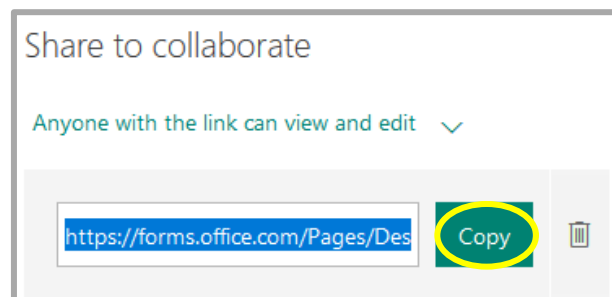 Share to collaborate
Anyone with the link can view and edit
https://forms.office.com/Pages/Des Copy